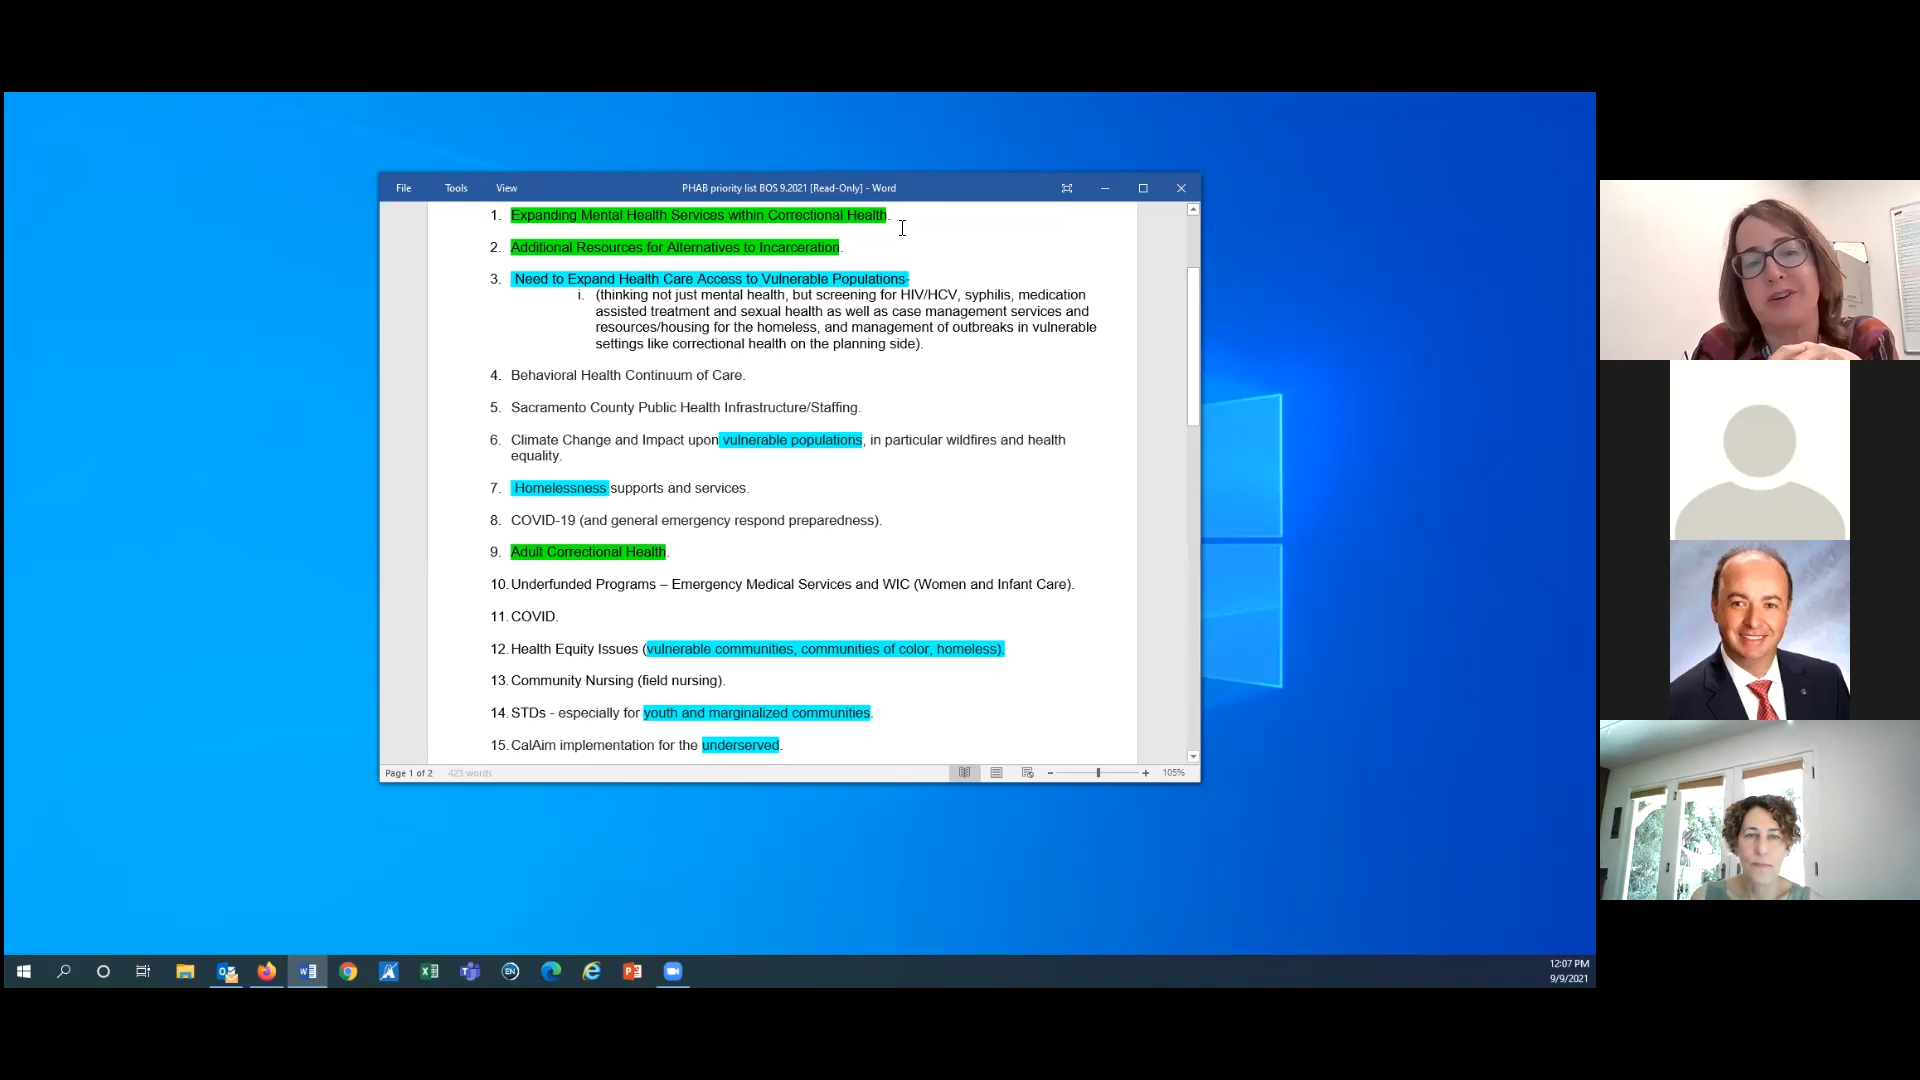 File Tools View PHAB priority list BOS 9.2021 [Read-Only] - Word
1. Expanding Mental Health Services within Correctional Health.
2. Additional Resources for Alternatives to Incarceration.
3. Need to Expand Health Care Access to Vulnerable Populations-
i. (thinking not just mental health, but screening for HIV/HCV, syphilis, medication
assisted treatment and sexual health as well as case management services and
resources/housing for the homeless, and management of outbreaks in vulnerable
settings like correctional health on the planning side).
4. Behavioral Health Continuum of Care.
5. Sacramento County Public Health Infrastructure/Staffing.
6. Climate Change and Impact upon vulnerable populations, in particular wildfires and health
equality.
7. Homelessness supports and services.
8. COVID-19 (and general emergency respond preparedness).
9. Adult Correctional Health.
10. Underfunded Programs – Emergency Medical Services and WIC (Women and Infant Care).
11. COVID.
12. Health Equity Issues (vulnerable communities, communities of color, homeless).
13. Community Nursing (field nursing).
14. STDs - especially for youth and marginalized communities.
15. CalAim implementation for the underserved.
Page 1 of 2 423 words 105%
EN
12:07 PM
9/9/2021